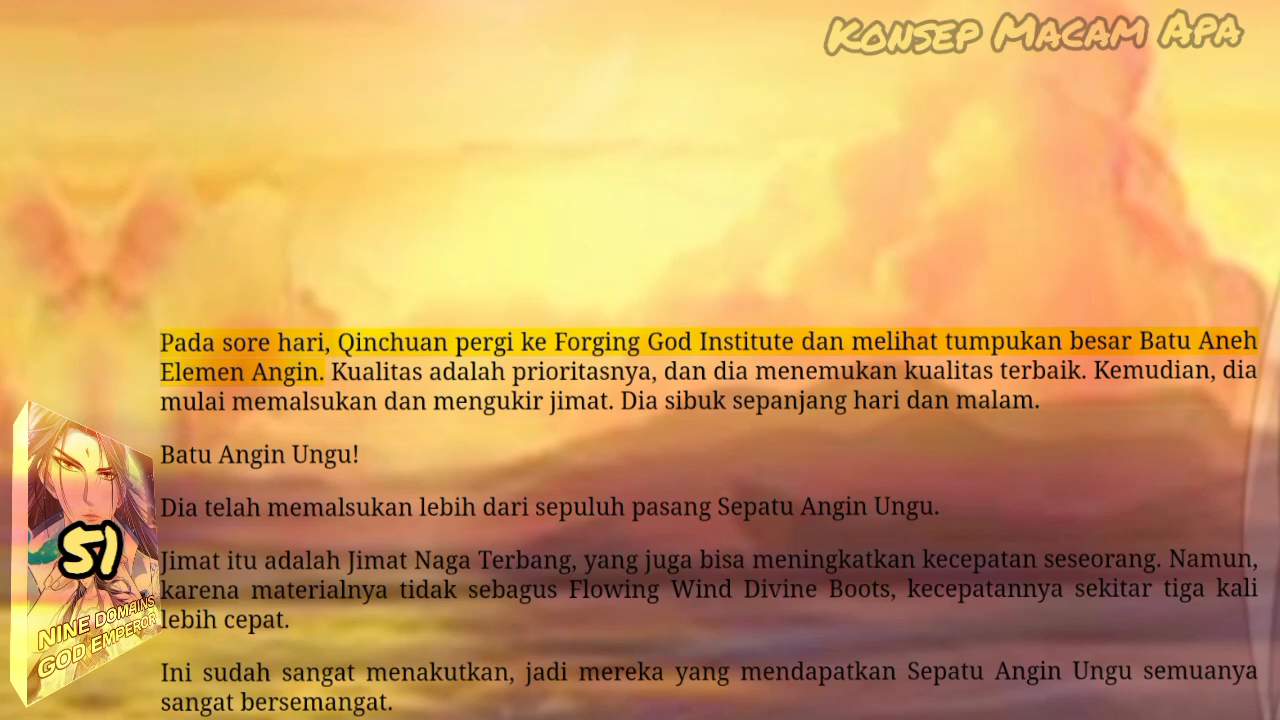 Konsep Macam Apa
Pada sore hari, Qinchuan pergi ke Forging God Institute dan melihat tumpukan besar Batu Aneh
Elemen Angin. Kualitas adalah prioritasnya, dan dia menemukan kualitas terbaik. Kemudian, dia
mulai memalsukan dan mengukir jimat. Dia sibuk sepanjang hari dan malam.
Batu Angin Ungu!
Dia telah memalsukan lebih dari sepuluh pasang Sepatu Angin Ungu.
Jimat itu adalah Jimat Naga Terbang, yang juga bisa meningkatkan kecepatan seseorang. Namun,
karena materialnya tidak sebagus Flowing Wind Divine Boots, kecepatannya sekitar tiga kali
lebih cepat.
Ini sudah sangat menakutkan, jadi mereka yang mendapatkan Sepatu Angin Ungu semuanya
sangat bersemangat.
51
NINE DOMAINS
GOD EMPEROR